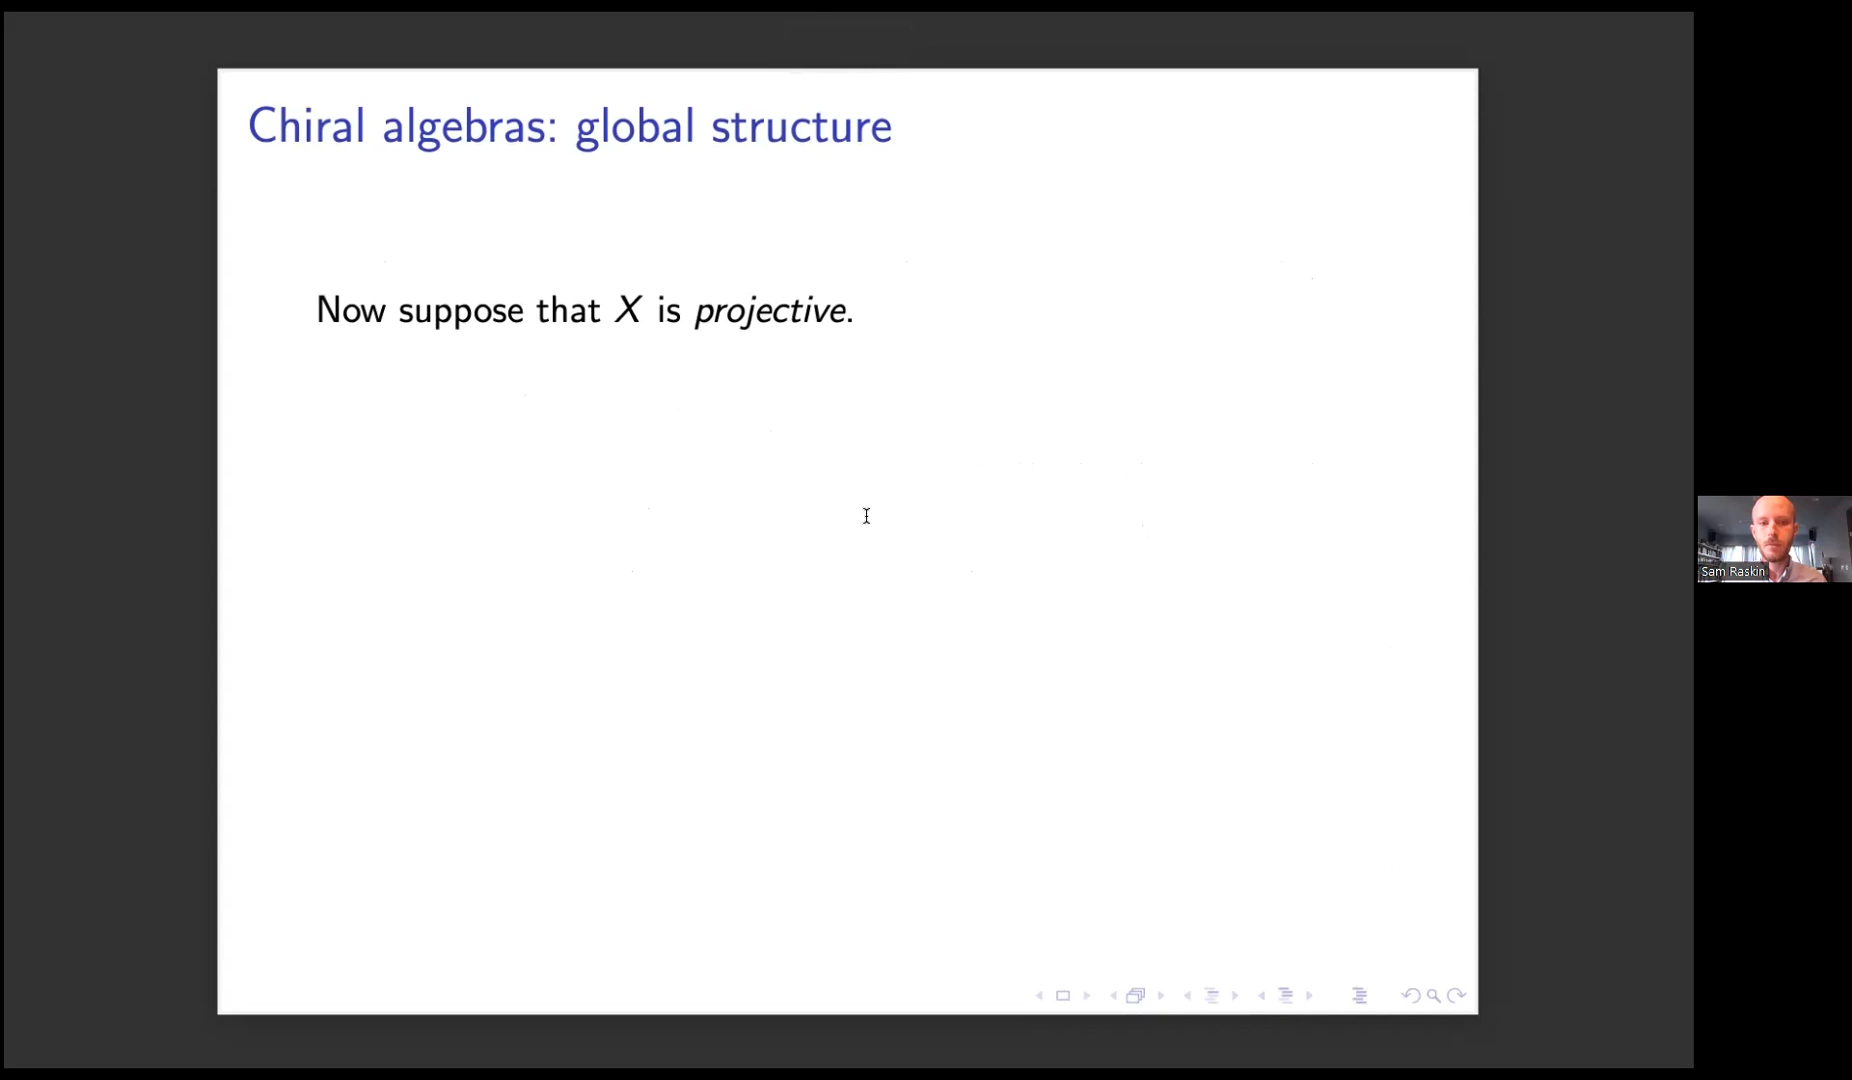 Chiral algebras: global structure
Now suppose that X is projective.
Sam Raskin